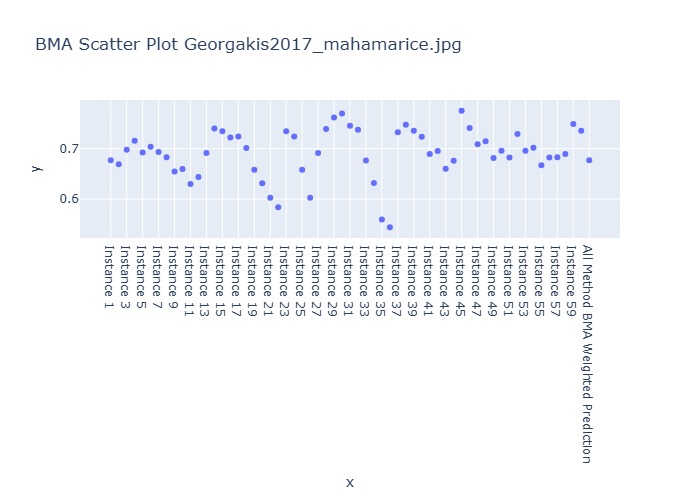 BMA Scatter Plot Georgakis2017_mahamarice.jpg
y
0.7
0.6
Instance 1
Instance 3
Instance 5
Instance 7
Instance 9
Instance 11
Instance 13
Instance 15
Instance 17
Instance 19
Instance 21
Instance 23
Instance 25
Instance 27
Instance 29
Instance 31
Instance 33
Instance 35
Instance 37
Instance 39
Instance 41
Instance 43
Instance 45
Instance 47
Instance 49
Instance 51
Instance 53
Instance 55
Instance 57
Instance 59
All Method BMA Weighted Prediction
x